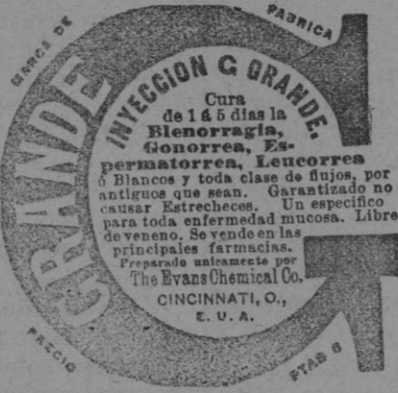 MARCA DE FABRICA
GRANDE
INYECCION G GRANDE.
Cura
de 1 á 5 dias la
Blenorragia,
Gonorrea, Es-
permatorrea, Leucorrea
ó Blancos y toda clase de flujos, por
antiguos que sean. Garantizado no
causar Estrecheces. Un especifico
para toda enfermedad mucosa. Libre
de veneno. Se vende en las
principales farmacias.
Preparado unicamente por
The Evans Chemical Co.
CINCINNATI, O.,
E. U. A.
PRECIO PTAS 6